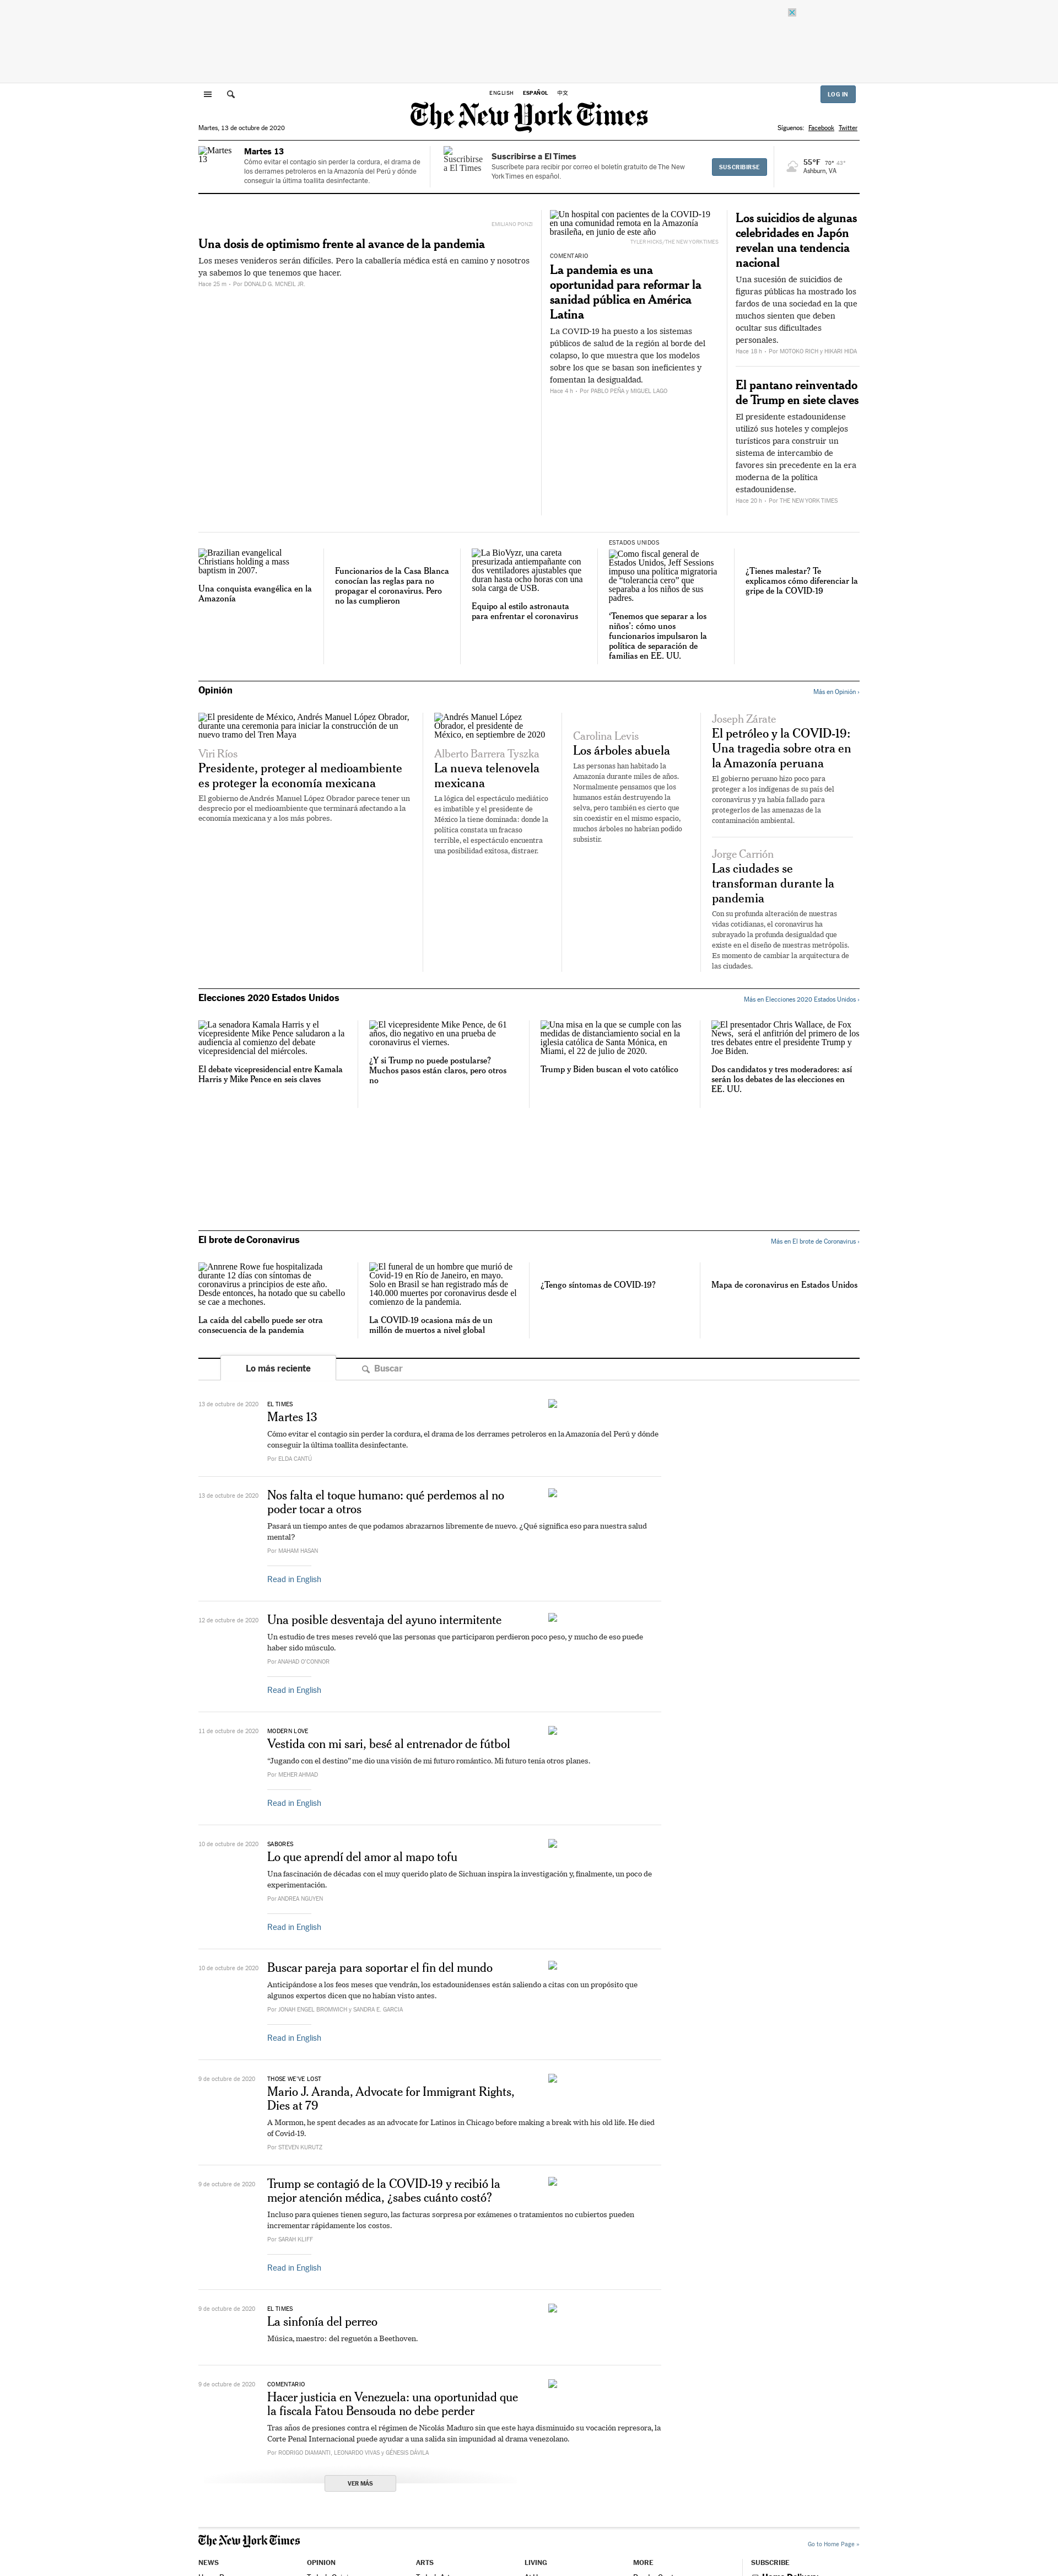 ENGLISH ESPAÑOL 中文
LOG IN
The New York Times
Martes, 13 de octubre de 2020
Síguenos: Facebook Twitter
Martes 13
Martes 13
Cómo evitar el contagio sin perder la cordura, el drama de
los derrames petroleros en la Amazonía del Perú y dónde
conseguir la última toallita desinfectante.
Suscribirse
a El Times
Suscribirse a El Times
Suscríbete para recibir por correo el boletín gratuito de The New
York Times en español.
SUSCRIBIRSE
55°F 70° 43°
Ashburn, VA
EMILIANO PONZI
Una dosis de optimismo frente al avance de la pandemia
Los meses venideros serán difíciles. Pero la caballería médica está en camino y nosotros
ya sabemos lo que tenemos que hacer.
Hace 25 m · Por DONALD G. MCNEIL JR.
Un hospital con pacientes de la COVID-19
en una comunidad remota en la Amazonía
brasileña, en junio de este año
TYLER HICKS/THE NEW YORK TIMES
COMENTARIO
La pandemia es una
oportunidad para reformar la
sanidad pública en América
Latina
La COVID-19 ha puesto a los sistemas
públicos de salud de la región al borde del
colapso, lo que muestra que los modelos
sobre los que se basan son ineficientes y
fomentan la desigualdad.
Hace 4 h · Por PABLO PEÑA y MIGUEL LAGO
Los suicidios de algunas
celebridades en Japón
revelan una tendencia
nacional
Una sucesión de suicidios de
figuras públicas ha mostrado los
fardos de una sociedad en la que
muchos sienten que deben
ocultar sus dificultades
personales.
Hace 18 h · Por MOTOKO RICH y HIKARI HIDA
El pantano reinventado
de Trump en siete claves
El presidente estadounidense
utilizó sus hoteles y complejos
turísticos para construir un
sistema de intercambio de
favores sin precedente en la era
moderna de la política
estadounidense.
Hace 20 h · Por THE NEW YORK TIMES
Brazilian evangelical
Christians holding a mass
baptism in 2007.
Una conquista evangélica en la
Amazonía
Funcionarios de la Casa Blanca
conocían las reglas para no
propagar el coronavirus. Pero
no las cumplieron
La BioVyzr, una careta
presurizada antiempañante con
dos ventiladores ajustables que
duran hasta ocho horas con una
sola carga de USB.
Equipo al estilo astronauta
para enfrentar el coronavirus
ESTADOS UNIDOS
Como fiscal general de
Estados Unidos, Jeff Sessions
impuso una política migratoria
de “tolerancia cero” que
separaba a los niños de sus
padres.
‘Tenemos que separar a los
niños’: cómo unos
funcionarios impulsaron la
política de separación de
familias en EE. UU.
¿Tienes malestar? Te
explicamos cómo diferenciar la
gripe de la COVID-19
Opinión
Más en Opinión ›
El presidente de México, Andrés Manuel López Obrador,
durante una ceremonia para iniciar la construcción de un
nuevo tramo del Tren Maya
Viri Ríos
Presidente, proteger al medioambiente
es proteger la economía mexicana
El gobierno de Andrés Manuel López Obrador parece tener un
desprecio por el medioambiente que terminará afectando a la
economía mexicana y a los más pobres.
Andrés Manuel López
Obrador, el presidente de
México, en septiembre de 2020
Alberto Barrera Tyszka
La nueva telenovela
mexicana
La lógica del espectáculo mediático
es imbatible y el presidente de
México la tiene dominada: donde la
política constata un fracaso
terrible, el espectáculo encuentra
una posibilidad exitosa, distraer.
Carolina Levis
Los árboles abuela
Las personas han habitado la
Amazonía durante miles de años.
Normalmente pensamos que los
humanos están destruyendo la
selva, pero también es cierto que
sin coexistir en el mismo espacio,
muchos árboles no habrían podido
subsistir.
Joseph Zárate
El petróleo y la COVID-19:
Una tragedia sobre otra en
la Amazonía peruana
El gobierno peruano hizo poco para
proteger a los indígenas de su país del
coronavirus y ya había fallado para
protegerlos de las amenazas de la
contaminación ambiental.
Jorge Carrión
Las ciudades se
transforman durante la
pandemia
Con su profunda alteración de nuestras
vidas cotidianas, el coronavirus ha
subrayado la profunda desigualdad que
existe en el diseño de nuestras metrópolis.
Es momento de cambiar la arquitectura de
las ciudades.
Elecciones 2020 Estados Unidos
Más en Elecciones 2020 Estados Unidos ›
La senadora Kamala Harris y el
vicepresidente Mike Pence saludaron a la
audiencia al comienzo del debate
vicepresidencial del miércoles.
El debate vicepresidencial entre Kamala
Harris y Mike Pence en seis claves
El vicepresidente Mike Pence, de 61
años, dio negativo en una prueba de
coronavirus el viernes.
¿Y si Trump no puede postularse?
Muchos pasos están claros, pero otros
no
Una misa en la que se cumple con las
medidas de distanciamiento social en la
iglesia católica de Santa Mónica, en
Miami, el 22 de julio de 2020.
Trump y Biden buscan el voto católico
El presentador Chris Wallace, de Fox
News, será el anfitrión del primero de los
tres debates entre el presidente Trump y
Joe Biden.
Dos candidatos y tres moderadores: así
serán los debates de las elecciones en
EE. UU.
El brote de Coronavirus
Más en El brote de Coronavirus ›
Annrene Rowe fue hospitalizada
durante 12 días con síntomas de
coronavirus a principios de este año.
Desde entonces, ha notado que su cabello
se cae a mechones.
La caída del cabello puede ser otra
consecuencia de la pandemia
El funeral de un hombre que murió de
Covid-19 en Río de Janeiro, en mayo.
Solo en Brasil se han registrado más de
140.000 muertes por coronavirus desde el
comienzo de la pandemia.
La COVID-19 ocasiona más de un
millón de muertos a nivel global
¿Tengo síntomas de COVID-19?
Mapa de coronavirus en Estados Unidos
Lo más reciente
Buscar
13 de octubre de 2020
EL TIMES
Martes 13
Cómo evitar el contagio sin perder la cordura, el drama de los derrames petroleros en la Amazonía del Perú y dónde
conseguir la última toallita desinfectante.
Por ELDA CANTÚ
13 de octubre de 2020
Nos falta el toque humano: qué perdemos al no
poder tocar a otros
Pasará un tiempo antes de que podamos abrazarnos libremente de nuevo. ¿Qué significa eso para nuestra salud
mental?
Por MAHAM HASAN
Read in English
12 de octubre de 2020
Una posible desventaja del ayuno intermitente
Un estudio de tres meses reveló que las personas que participaron perdieron poco peso, y mucho de eso puede
haber sido músculo.
Por ANAHAD O'CONNOR
Read in English
11 de octubre de 2020
MODERN LOVE
Vestida con mi sari, besé al entrenador de fútbol
“Jugando con el destino” me dio una visión de mi futuro romántico. Mi futuro tenía otros planes.
Por MEHER AHMAD
Read in English
10 de octubre de 2020
SABORES
Lo que aprendí del amor al mapo tofu
Una fascinación de décadas con el muy querido plato de Sichuan inspira la investigación y, finalmente, un poco de
experimentación.
Por ANDREA NGUYEN
Read in English
10 de octubre de 2020
Buscar pareja para soportar el fin del mundo
Anticipándose a los feos meses que vendrán, los estadounidenses están saliendo a citas con un propósito que
algunos expertos dicen que no habían visto antes.
Por JONAH ENGEL BROMWICH y SANDRA E. GARCIA
Read in English
9 de octubre de 2020
THOSE WE'VE LOST
Mario J. Aranda, Advocate for Immigrant Rights,
Dies at 79
A Mormon, he spent decades as an advocate for Latinos in Chicago before making a break with his old life. He died
of Covid-19.
Por STEVEN KURUTZ
9 de octubre de 2020
Trump se contagió de la COVID-19 y recibió la
mejor atención médica, ¿sabes cuánto costó?
Incluso para quienes tienen seguro, las facturas sorpresa por exámenes o tratamientos no cubiertos pueden
incrementar rápidamente los costos.
Por SARAH KLIFF
Read in English
9 de octubre de 2020
EL TIMES
La sinfonía del perreo
Música, maestro: del reguetón a Beethoven.
9 de octubre de 2020
COMENTARIO
Hacer justicia en Venezuela: una oportunidad que
la fiscala Fatou Bensouda no debe perder
Tras años de presiones contra el régimen de Nicolás Maduro sin que este haya disminuido su vocación represora, la
Corte Penal Internacional puede ayudar a una salida sin impunidad al drama venezolano.
Por RODRIGO DIAMANTI, LEONARDO VIVAS y GÉNESIS DÁVILA
VER MÁS
The New York Times
Go to Home Page »
NEWS OPINION ARTS LIVING MORE SUBSCRIBE